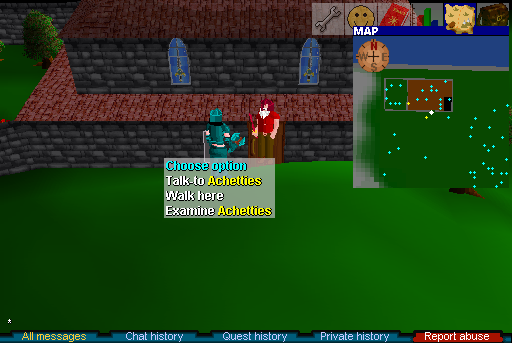 MAP
N
W E
S
Choose option
Talk-to Achetties
Walk here
Examine Achetties
*
All messages
Chat history
Quest history
Private history
Report abuse